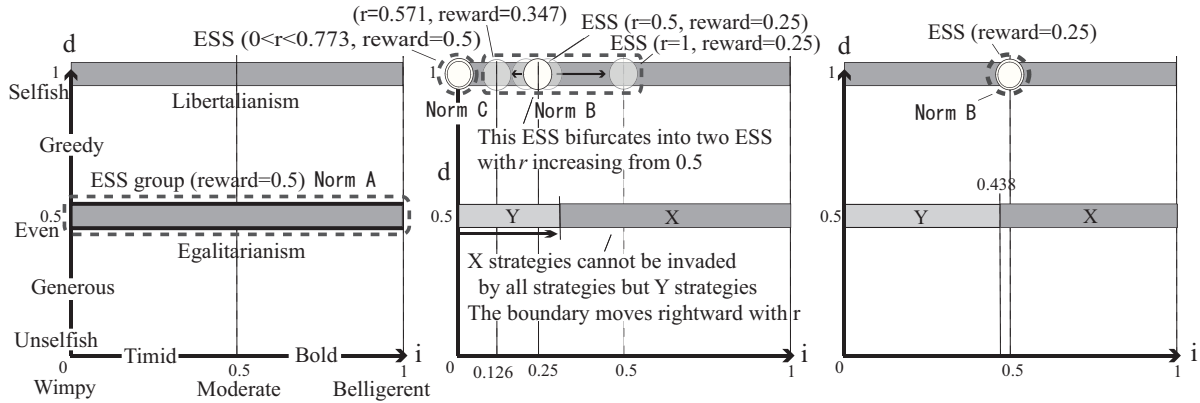 d
ESS (0<r<0.773, reward=0.5)
1
Selfish
Libertalianism
Greedy
ESS group (reward=0.5) Norm A
0.5
Even
Egalitarianism
Generous
Unselfish
Timid
Bold
i
0
0.5
1
Wimpy
Moderate
Belligerent
(r=0.571, reward=0.347)
ESS (r=0.5, reward=0.25)
ESS (r=1, reward=0.25)
1
Norm C
Norm B
This ESS bifurcates into two ESS
with r increasing from 0.5
d
0.5
Y
X
X strategies cannot be invaded
by all strategies but Y strategies
The boundary moves rightward with r
i
0
0.126
0.25
0.5
1
d
ESS (reward=0.25)
1
Norm B
0.438
0.5
Y
X
i
0
0.5
1